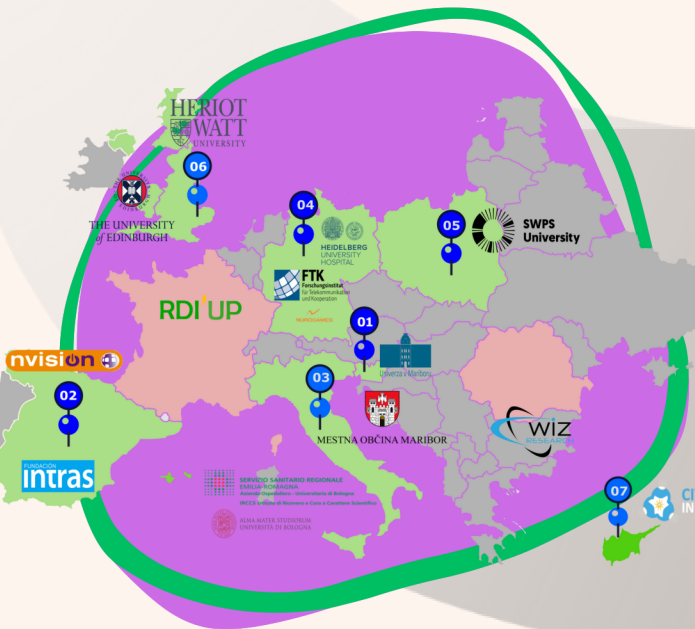 HERIOT
WATT
UNIVERSITY
06
THE UNIVERSITY
of EDINBURGH
04
HEIDELBERG
UNIVERSITY
HOSPITAL
FTK
Forschungsinstitut
für Telekommunikation
und Kooperation
05
SWPS
University
RDI'UP
01
Univerza v Mariboru
nvision
02
03
MESTNA OBČINA MARIBOR
WIZ
RESEARCH
FUNDACIÓN
intras
SERVIZIO SANITARIO REGIONALE
EMILIA-ROMAGNA
Azienda Ospedaliero - Universitaria di Bologna
ALMA MATER STUDIORUM
UNIVERSITÀ DI BOLOGNA
07
CI
IN